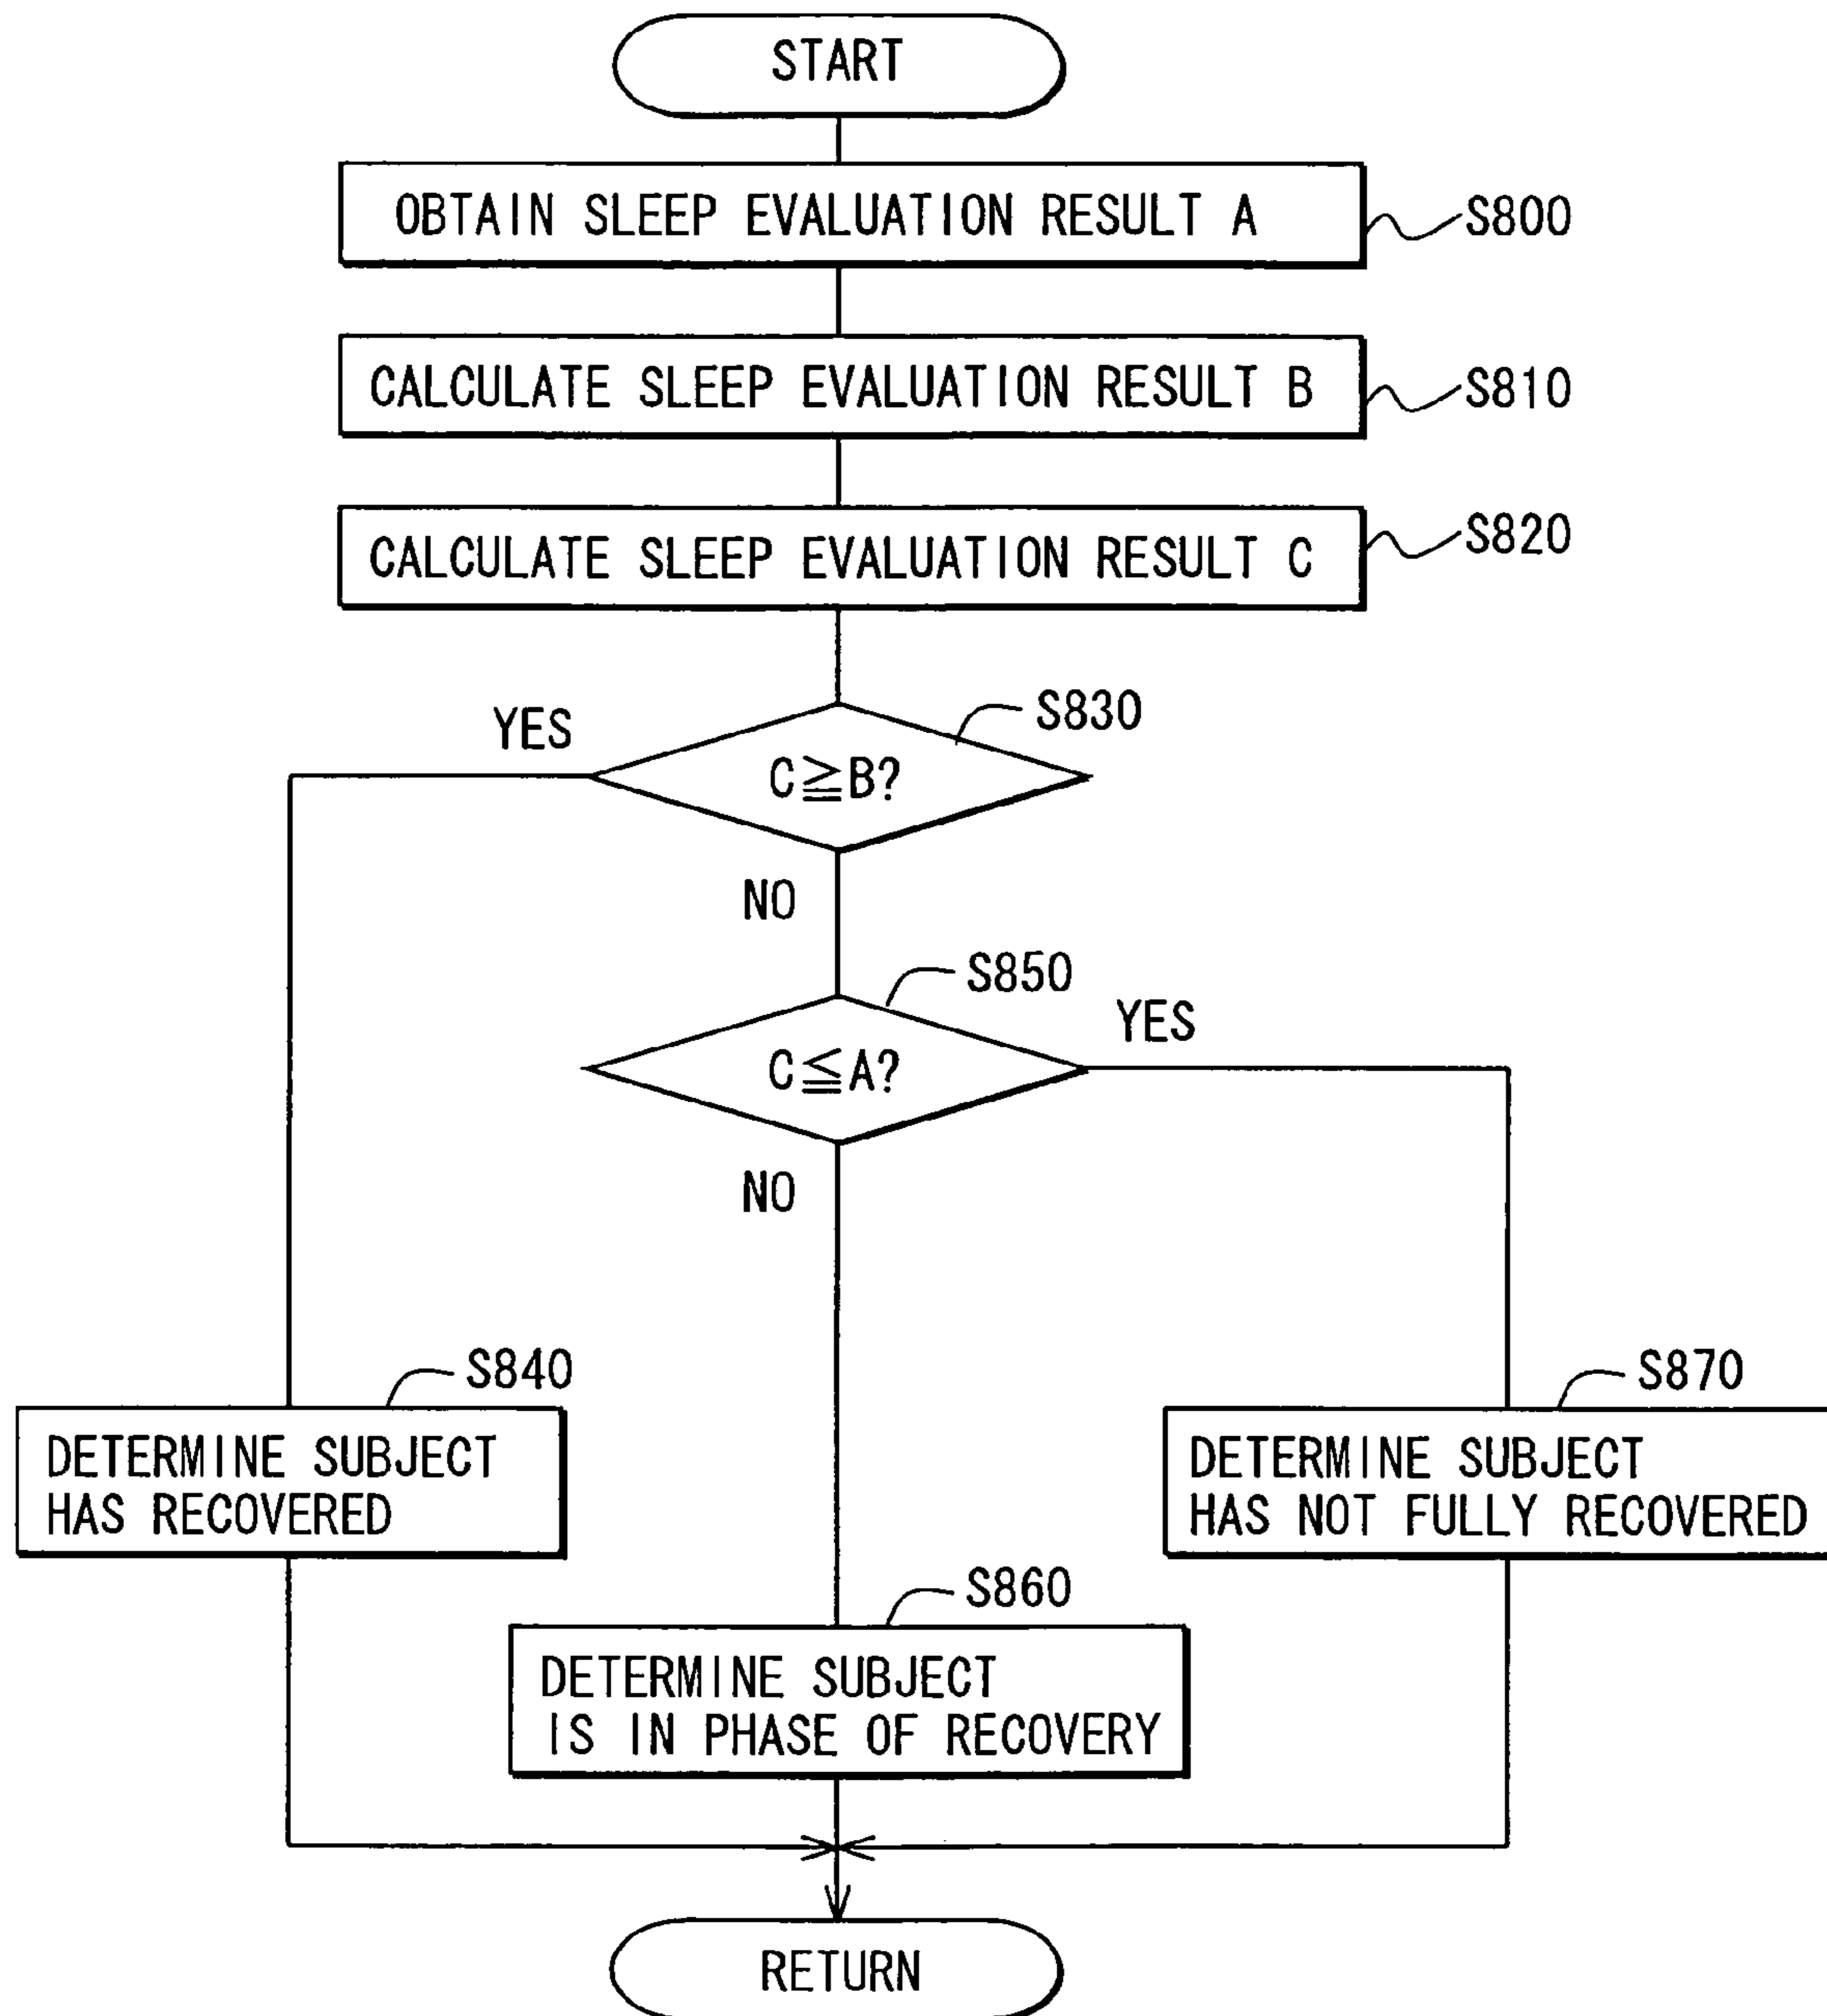 START
OBTAIN SLEEP EVALUATION RESULT A
S800
CALCULATE SLEEP EVALUATION RESULT B
S810
CALCULATE SLEEP EVALUATION RESULT C
S820
S830
YES
C≧B?
NO
S850
YES
C≦A?
NO
S840
DETERMINE SUBJECT
HAS RECOVERED
S870
DETERMINE SUBJECT
HAS NOT FULLY RECOVERED
S860
DETERMINE SUBJECT
IS IN PHASE OF RECOVERY
RETURN